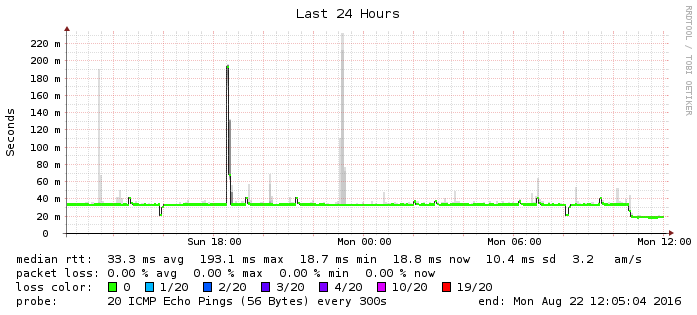 Last 24 Hours
RRDTOOL / TOBI OETIKER
Seconds
220 m
200 m
180 m
160 m
140 m
120 m
100 m
80 m
60 m
40 m
20 m
0
Sun 18:00 Mon 00:00 Mon 06:00 Mon 12:00
median rtt: 33.3 ms avg 193.1 ms max 18.7 ms min 18.8 ms now 10.4 ms sd 3.2 am/s
packet loss: 0.00 % avg 0.00 % max 0.00 % min 0.00 % now
loss color: 0 1/20 2/20 3/20 4/20 10/20 19/20
probe: 20 ICMP Echo Pings (56 Bytes) every 300s end: Mon Aug 22 12:05:04 2016